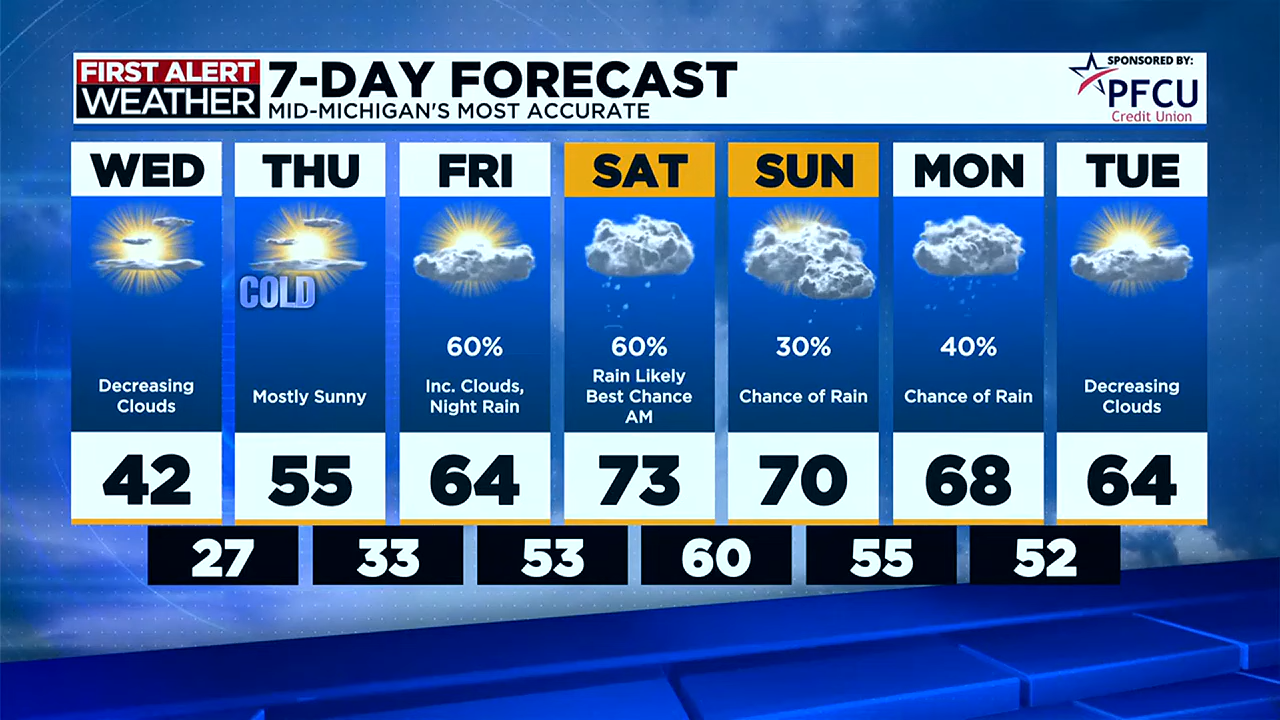 FIRST ALERT
WEATHER
7-DAY FORECAST
MID-MICHIGAN'S MOST ACCURATE
SPONSORED BY:
PFCU
Credit Union
WED
THU
FRI
SAT
SUN
MON
TUE
COLD
60%
60%
30%
40%
Decreasing
Clouds
Mostly Sunny
Inc. Clouds,
Night Rain
Rain Likely
Best Chance
AM
Chance of Rain
Chance of Rain
Decreasing
Clouds
42
55
64
73
70
68
64
27
33
53
60
55
52